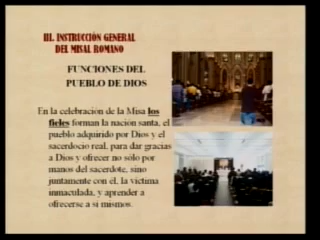 III. INSTRUCCIÓN GENERAL
DEL MISAL ROMANO
FUNCIONES DEL
PUEBLO DE DIOS
En la celebración de la Misa los
fieles forman la nación santa, el
pueblo adquirido por Dios y el
sacerdocio real, para dar gracias
a Dios y ofrecer no sólo por
manos del sacerdote, sino
juntamente con él, la víctima
inmaculada, y aprender a
ofrecerse a sí mismos.